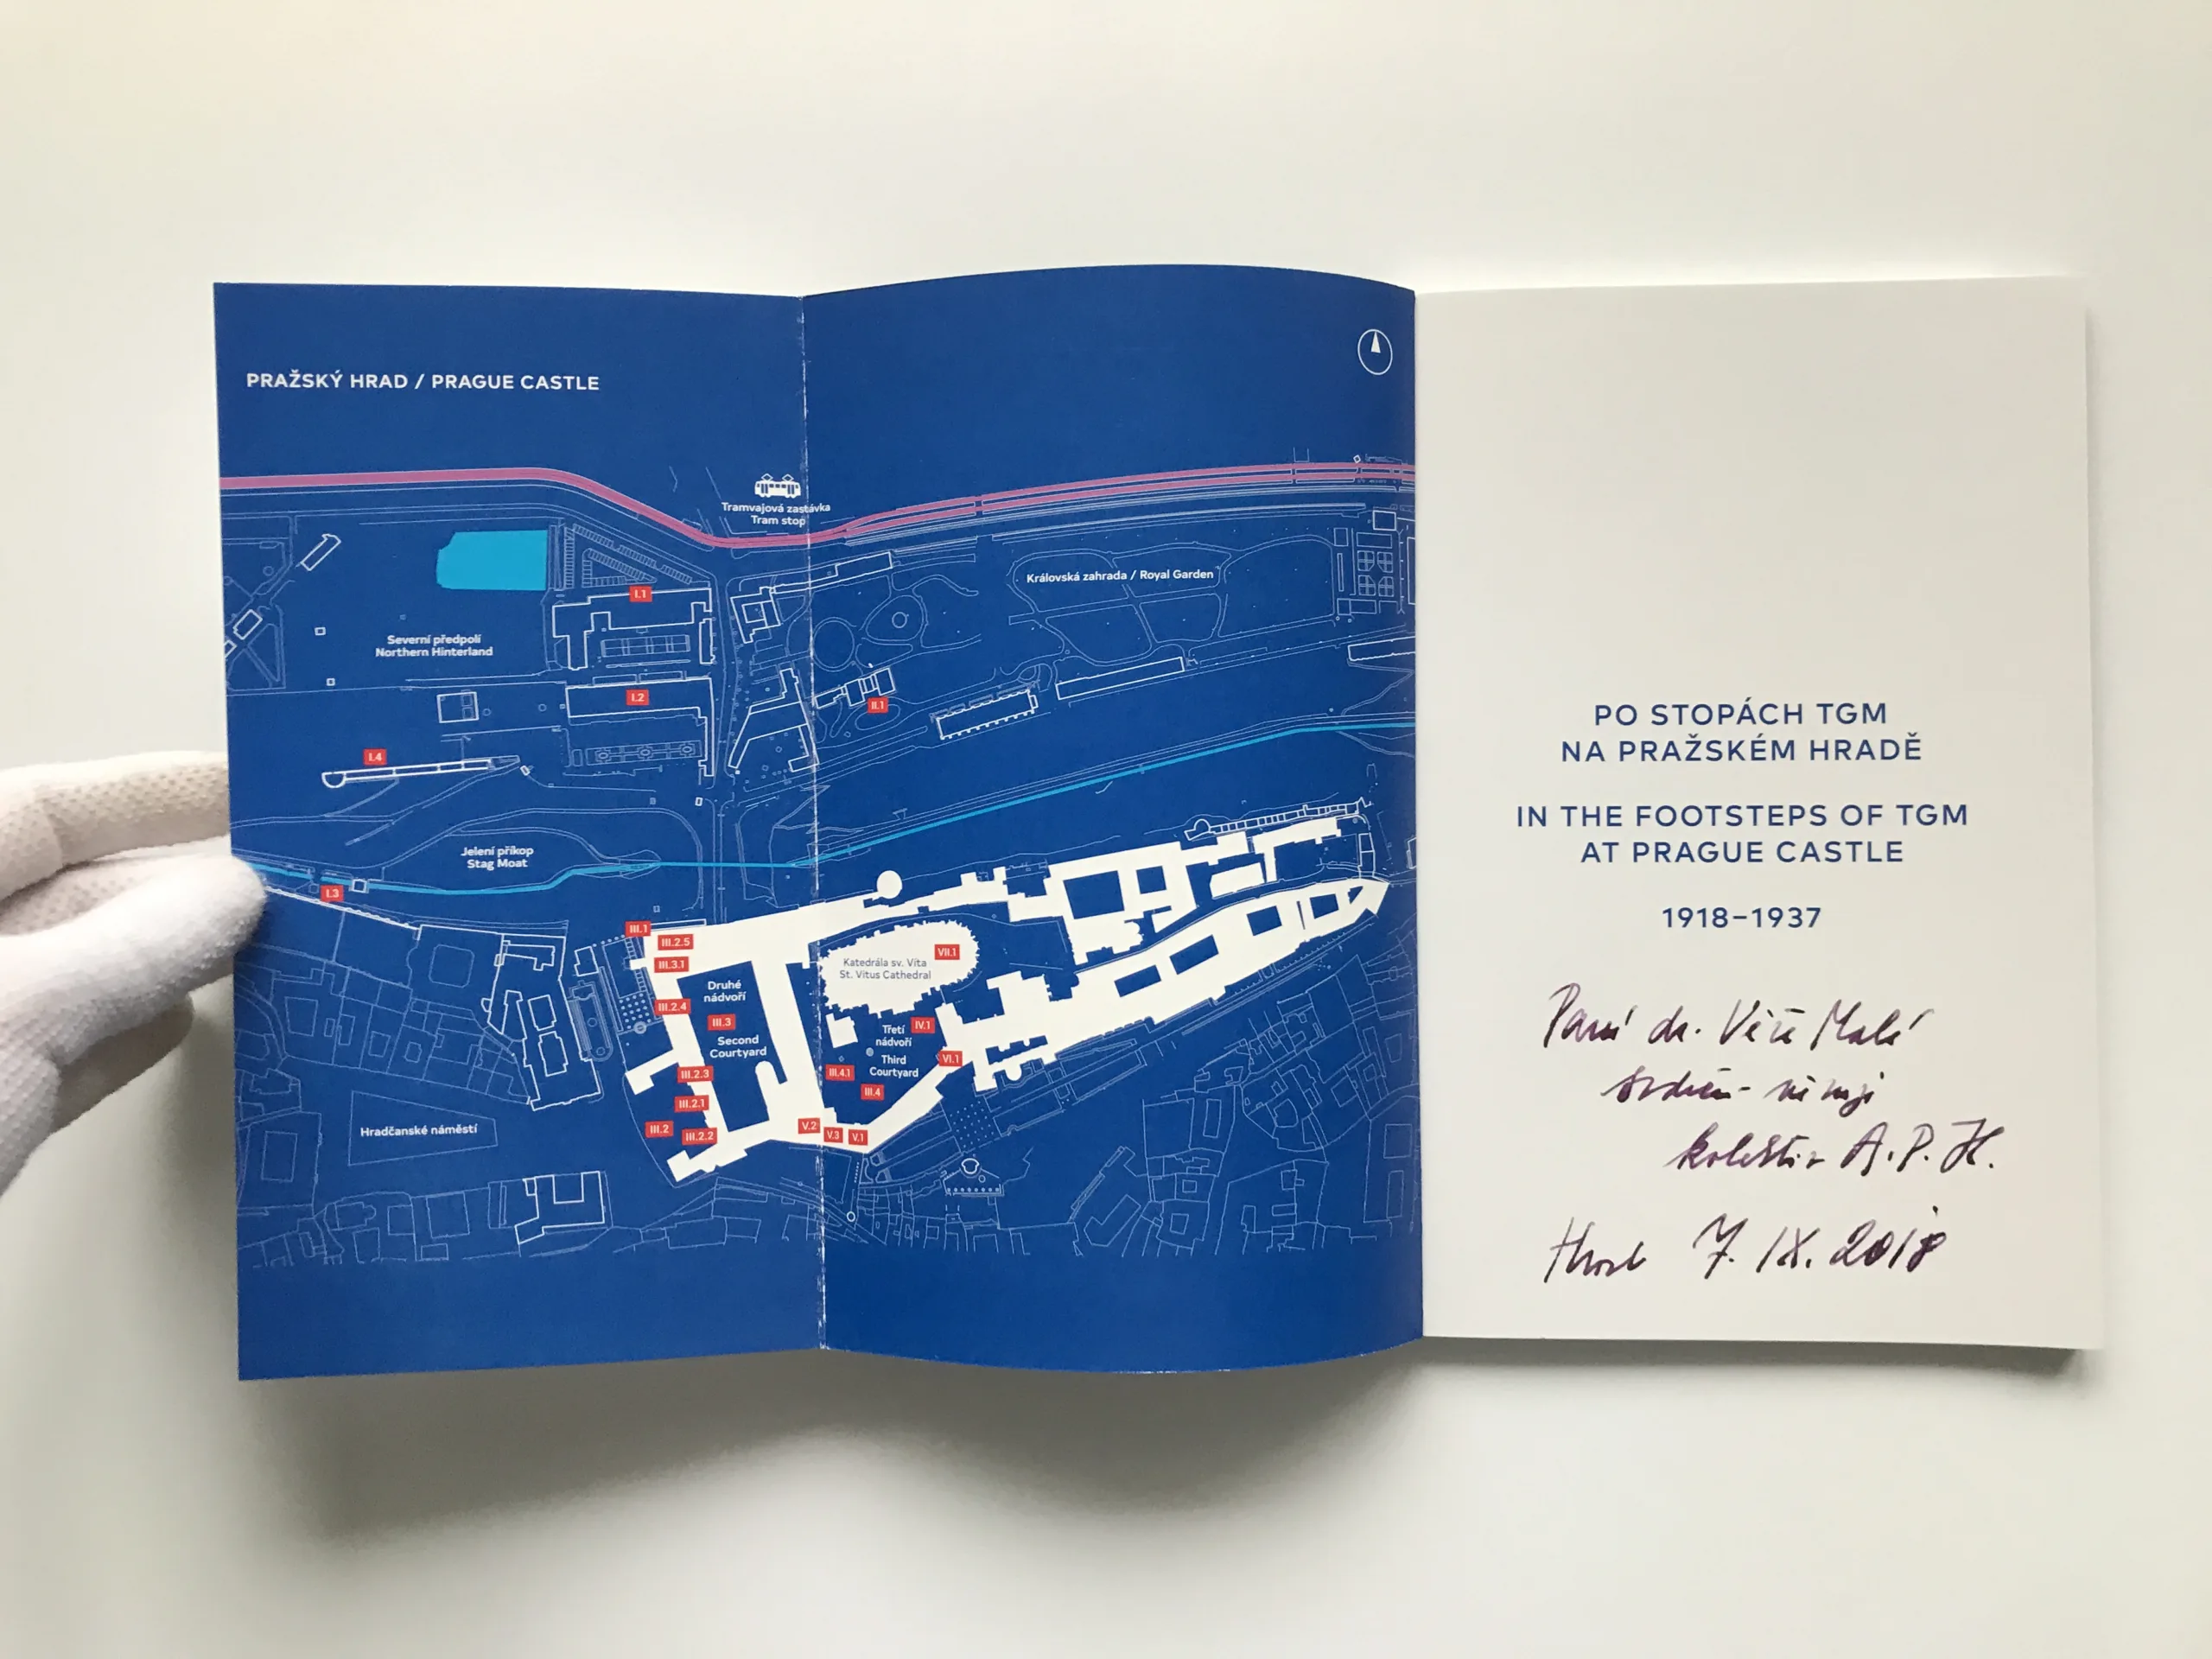 PRAŽSKÝ HRAD / PRAGUE CASTLE
Tramvajová zastávka
Tram stop
Královská zahrada / Royal Garden
I.1
Severní předpolí
Northern Hinterland
I.2
II.1
I.4
Jelení příkop
Stag Moat
I.3
III.1
III.2.5
III.3.1
VII.1
Katedrála sv. Víta
St. Vitus Cathedral
Druhé
nádvoří
III.2.4
III.3
Second
Courtyard
IV.1
Třetí
nádvoří
Third
Courtyard
VI.1
III.2.3
III.4.1
III.4
III.2.1
III.2
III.2.2
V.2
V.3
V.1
Hradčanské náměstí
PO STOPÁCH TGM
NA PRAŽSKÉM HRADĚ
IN THE FOOTSTEPS OF TGM
AT PRAGUE CASTLE
1918–1937
Paní dr. Věře Malé
kolektiv A.P.H.
Hrad 7. IX. 2018